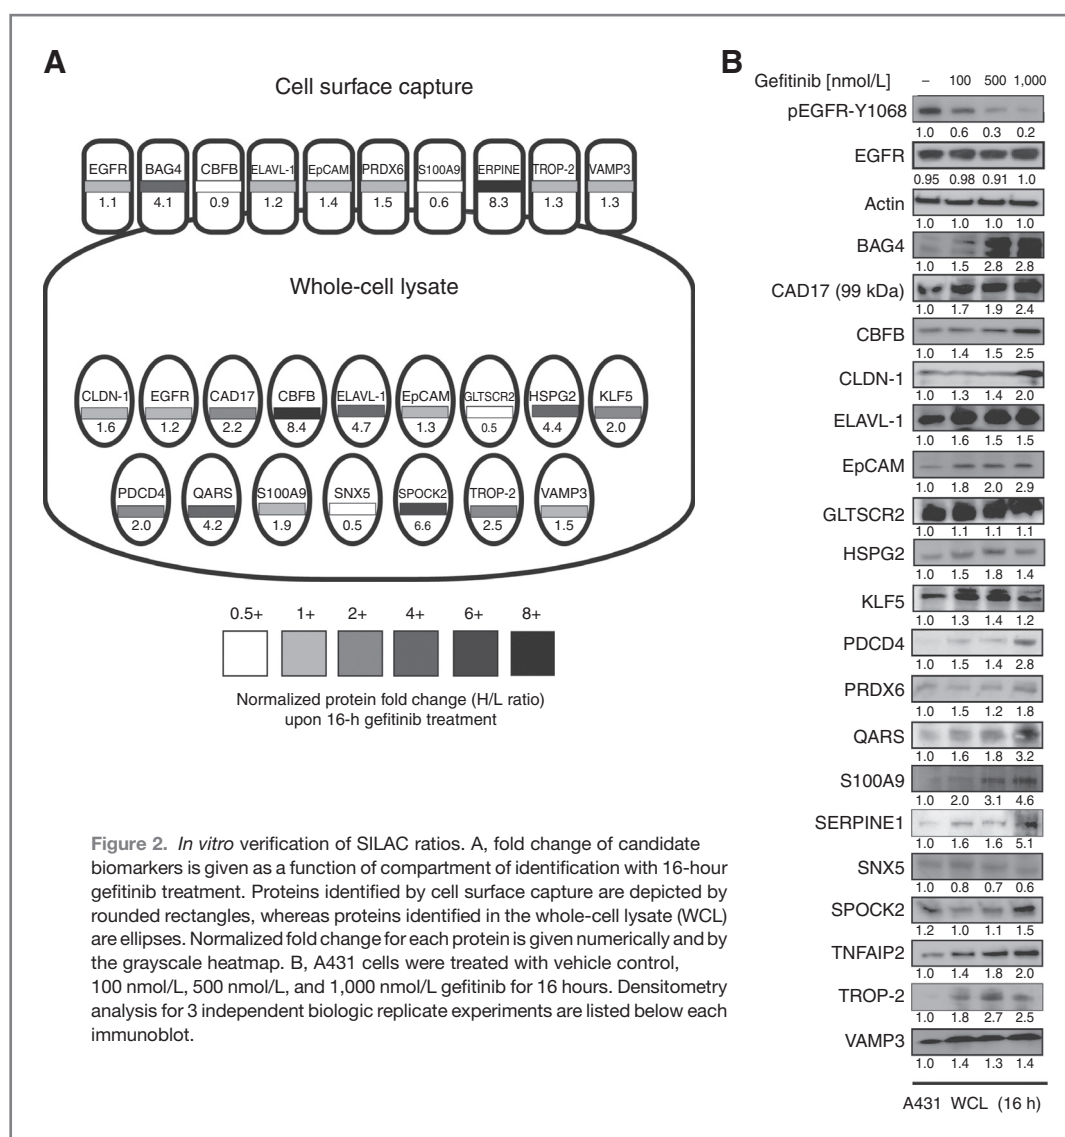 A
Cell surface capture
EGFR BAG4 CBFB ELAVL-1 EpCAM PRDX6 S100A9 ERPINE TROP-2 VAMP3
1.1 4.1 0.9 1.2 1.4 1.5 0.6 8.3 1.3 1.3
Whole-cell lysate
CLDN-1 EGFR CAD17 CBFB ELAVL-1 EpCAM GLTSCR2 HSPG2 KLF5
1.6 1.2 2.2 8.4 4.7 1.3 0.5 4.4 2.0
PDCD4 QARS S100A9 SNX5 SPOCK2 TROP-2 VAMP3
2.0 4.2 1.9 0.5 6.6 2.5 1.5
0.5+ 1+ 2+ 4+ 6+ 8+
Normalized protein fold change (H/L ratio)
upon 16-h gefitinib treatment
Figure 2. In vitro verification of SILAC ratios. A, fold change of candidate
biomarkers is given as a function of compartment of identification with 16-hour
gefitinib treatment. Proteins identified by cell surface capture are depicted by
rounded rectangles, whereas proteins identified in the whole-cell lysate (WCL)
are ellipses. Normalized fold change for each protein is given numerically and by
the grayscale heatmap. B, A431 cells were treated with vehicle control,
100 nmol/L, 500 nmol/L, and 1,000 nmol/L gefitinib for 16 hours. Densitometry
analysis for 3 independent biologic replicate experiments are listed below each
immunoblot.
B
Gefitinib [nmol/L] – 100 500 1,000
pEGFR-Y1068
1.0 0.6 0.3 0.2
EGFR
0.95 0.98 0.91 1.0
Actin
1.0 1.0 1.0 1.0
BAG4
1.0 1.5 2.8 2.8
CAD17 (99 kDa)
1.0 1.7 1.9 2.4
CBFB
1.0 1.4 1.5 2.5
CLDN-1
1.0 1.3 1.4 2.0
ELAVL-1
1.0 1.6 1.5 1.5
EpCAM
1.0 1.8 2.0 2.9
GLTSCR2
1.0 1.1 1.1 1.1
HSPG2
1.0 1.5 1.8 1.4
KLF5
1.0 1.3 1.4 1.2
PDCD4
1.0 1.5 1.4 2.8
PRDX6
1.0 1.5 1.2 1.8
QARS
1.0 1.6 1.8 3.2
S100A9
1.0 2.0 3.1 4.6
SERPINE1
1.0 1.6 1.6 5.1
SNX5
1.0 0.8 0.7 0.6
SPOCK2
1.2 1.0 1.1 1.5
TNFAIP2
1.0 1.4 1.8 2.0
TROP-2
1.0 1.8 2.7 2.5
VAMP3
1.0 1.4 1.3 1.4
A431 WCL (16 h)